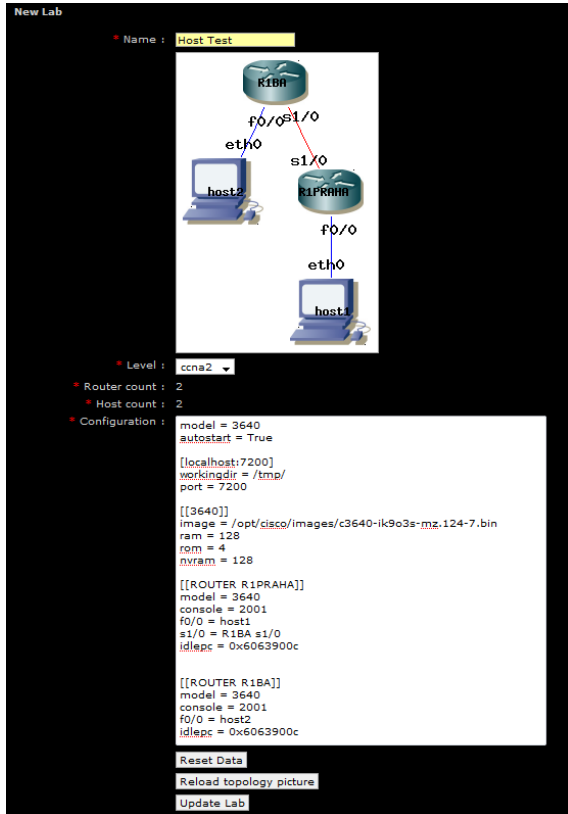 New Lab
* Name : Host Test
R1BA
f0/0 s1/0
eth0
s1/0
host2
R1PRAHA
f0/0
eth0
host1
* Level : ccna2
* Router count : 2
* Host count : 2
* Configuration :
model = 3640
autostart = True
[localhost:7200]
workingdir = /tmp/
port = 7200
[[3640]]
image = /opt/cisco/images/c3640-ik9o3s-mz.124-7.bin
ram = 128
rom = 4
nvram = 128
[[ROUTER R1PRAHA]]
model = 3640
console = 2001
f0/0 = host1
s1/0 = R1BA s1/0
idlepc = 0x6063900c
[[ROUTER R1BA]]
model = 3640
console = 2001
f0/0 = host2
idlepc = 0x6063900c
Reset Data
Reload topology picture
Update Lab